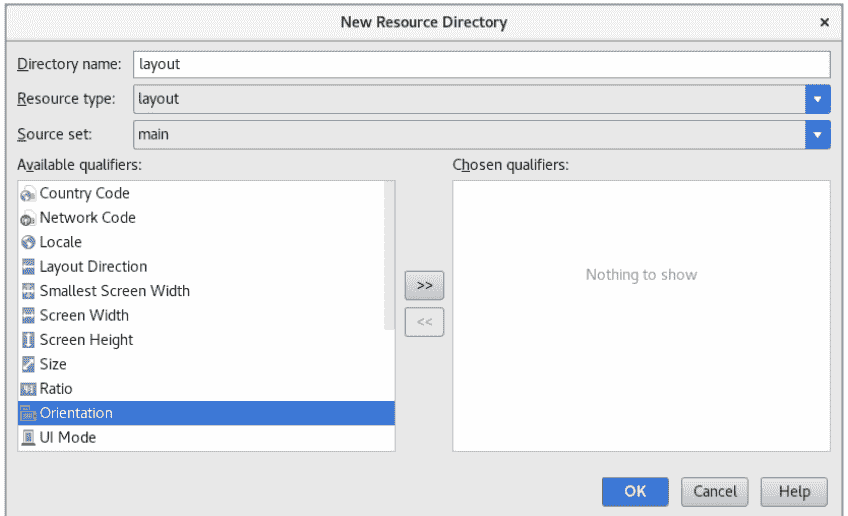 New Resource Directory ×
Directory name: layout
Resource type: layout
Source set: main
Available qualifiers:
Country Code
Network Code
Locale
Layout Direction
Smallest Screen Width
Screen Width
Screen Height
Size
Ratio
Orientation
UI Mode
>>
<<
Chosen qualifiers:
Nothing to show
OK Cancel Help